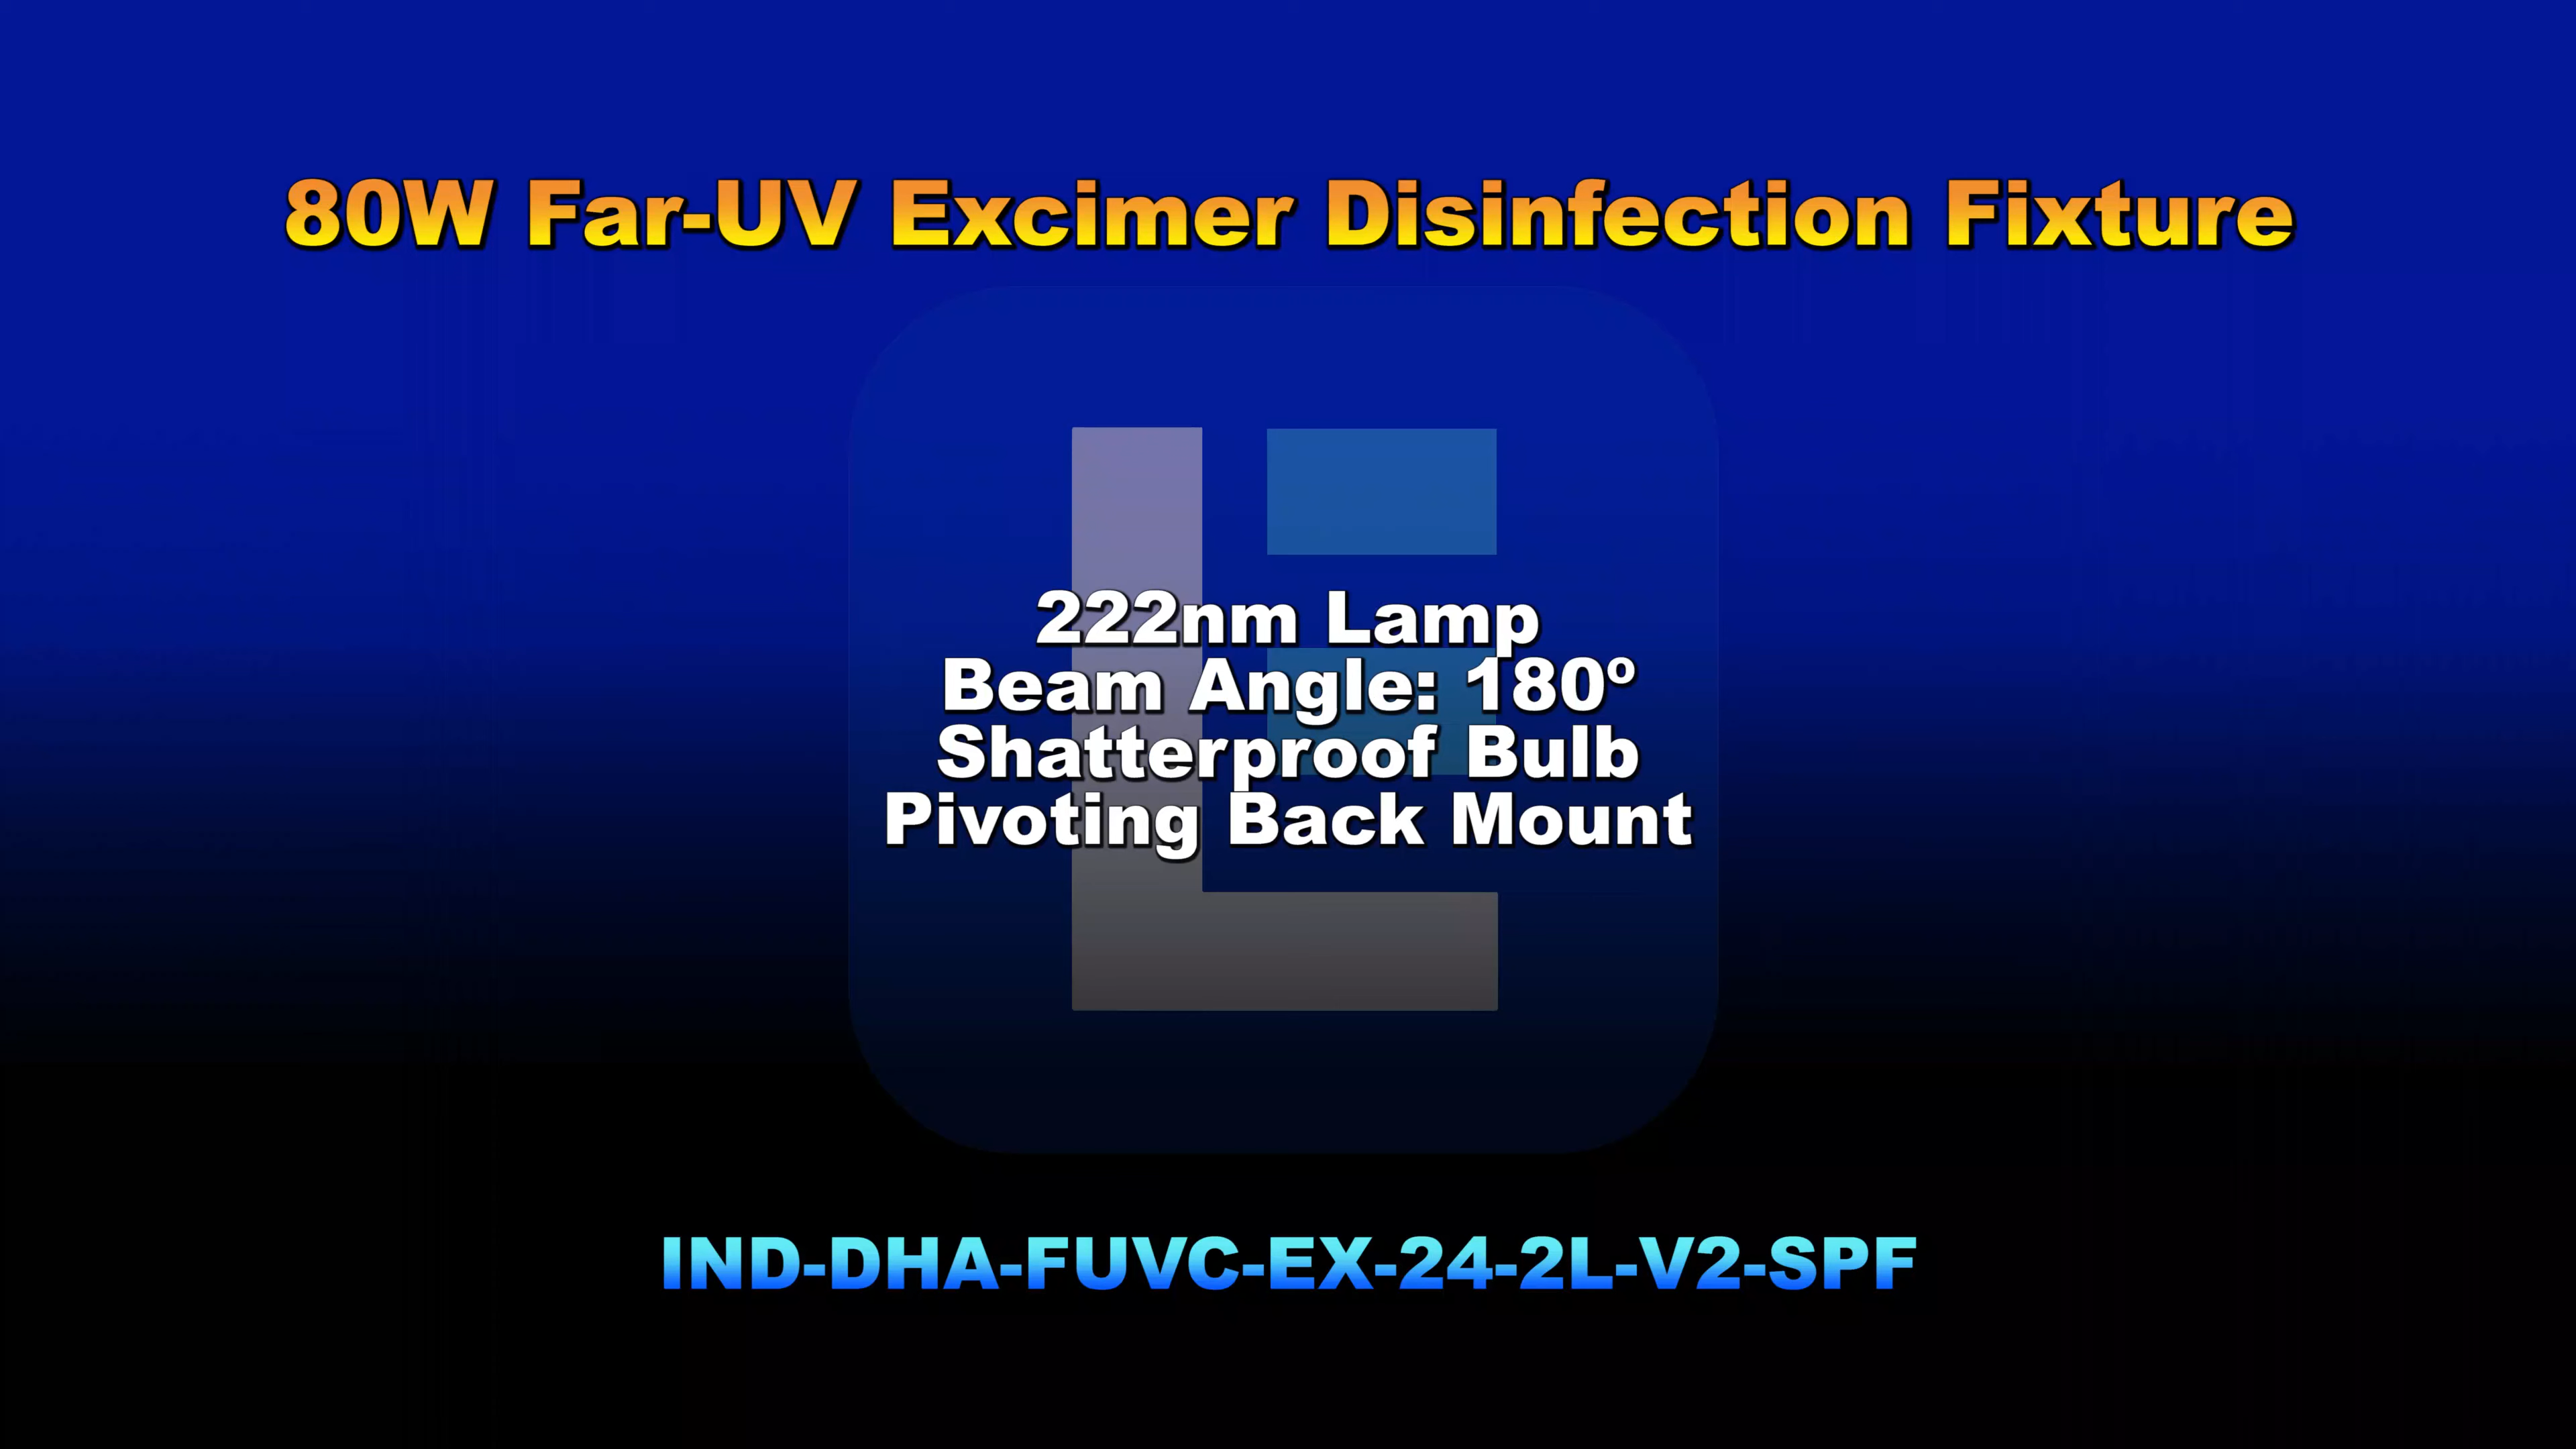 80W Far-UV Excimer Disinfection Fixture
222nm Lamp
Beam Angle: 180º
Shatterproof Bulb
Pivoting Back Mount
IND-DHA-FUVC-EX-24-2L-V2-SPF